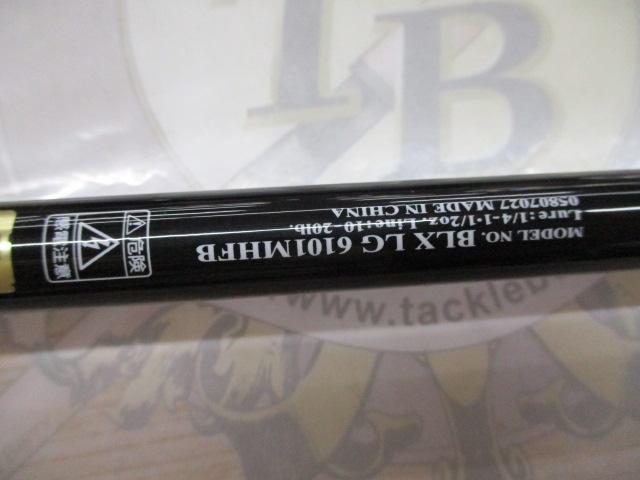 MODEL NO. BLX LG 6101MHFB
Lure:1/4-1・1/2oz. Line:10-20lb.
05807027 MADE IN CHINA
危険
感電注意
TB
www.tackleb